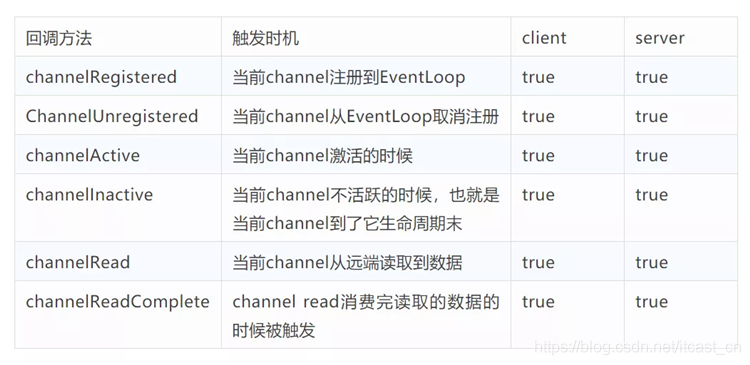 回调方法 触发时机 client server
channelRegistered 当前channel注册到EventLoop true true
ChannelUnregistered 当前channel从EventLoop取消注册 true true
channelActive 当前channel激活的时候 true true
channelInactive 当前channel不活跃的时候，也就是 true true
当前channel到了它生命周期末
channelRead 当前channel从远端读取到数据 true true
channelReadComplete channel read消费完读取的数据的 true true
时候被触发
https://blog.csdn.net/itcast_cn